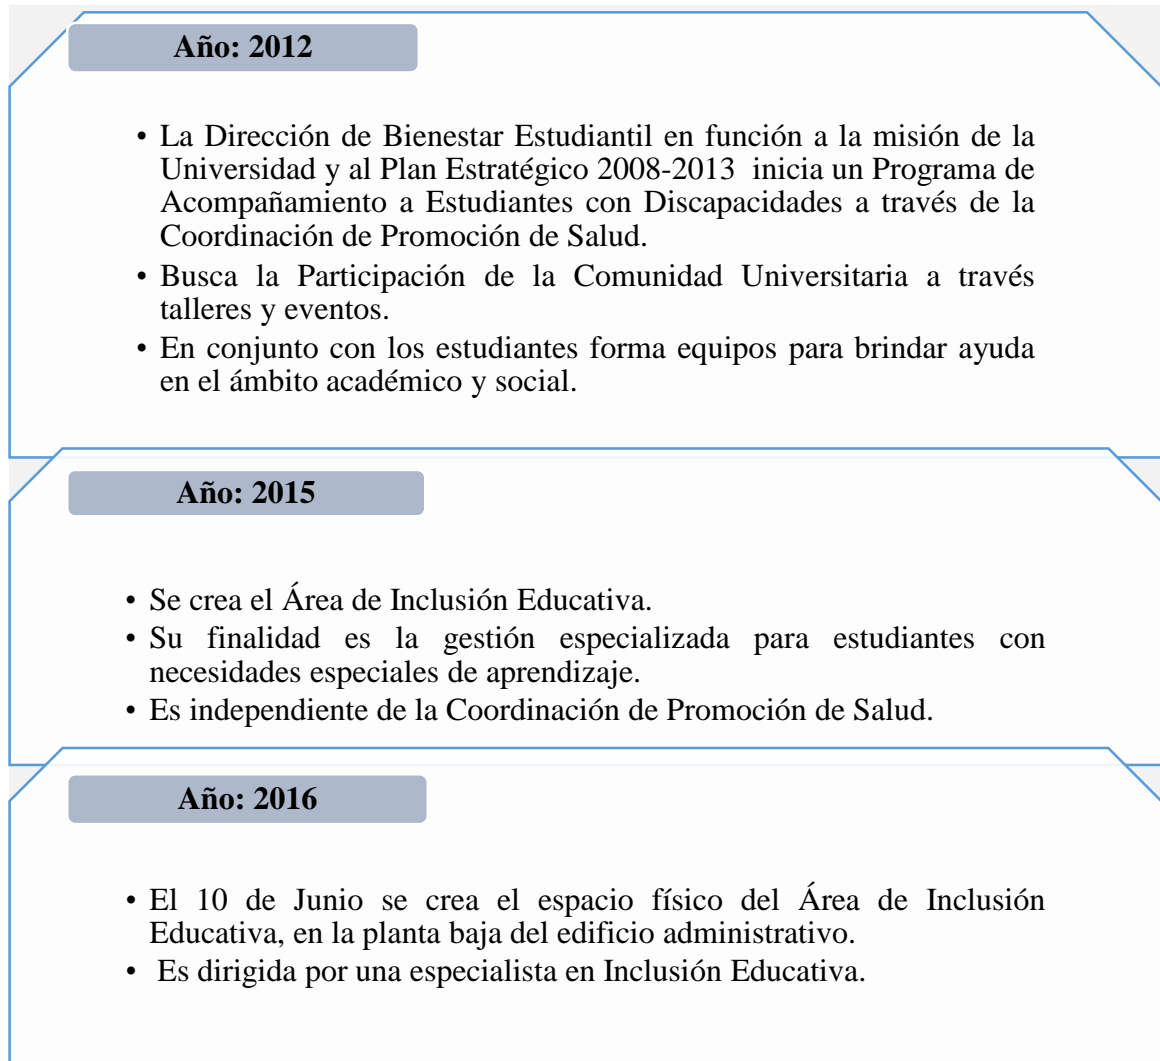 Año: 2012
• La Dirección de Bienestar Estudiantil en función a la misión de la
Universidad y al Plan Estratégico 2008-2013 inicia un Programa de
Acompañamiento a Estudiantes con Discapacidades a través de la
Coordinación de Promoción de Salud.
• Busca la Participación de la Comunidad Universitaria a través
talleres y eventos.
• En conjunto con los estudiantes forma equipos para brindar ayuda
en el ámbito académico y social.
Año: 2015
• Se crea el Área de Inclusión Educativa.
• Su finalidad es la gestión especializada para estudiantes con
necesidades especiales de aprendizaje.
• Es independiente de la Coordinación de Promoción de Salud.
Año: 2016
• El 10 de Junio se crea el espacio físico del Área de Inclusión
Educativa, en la planta baja del edificio administrativo.
• Es dirigida por una especialista en Inclusión Educativa.